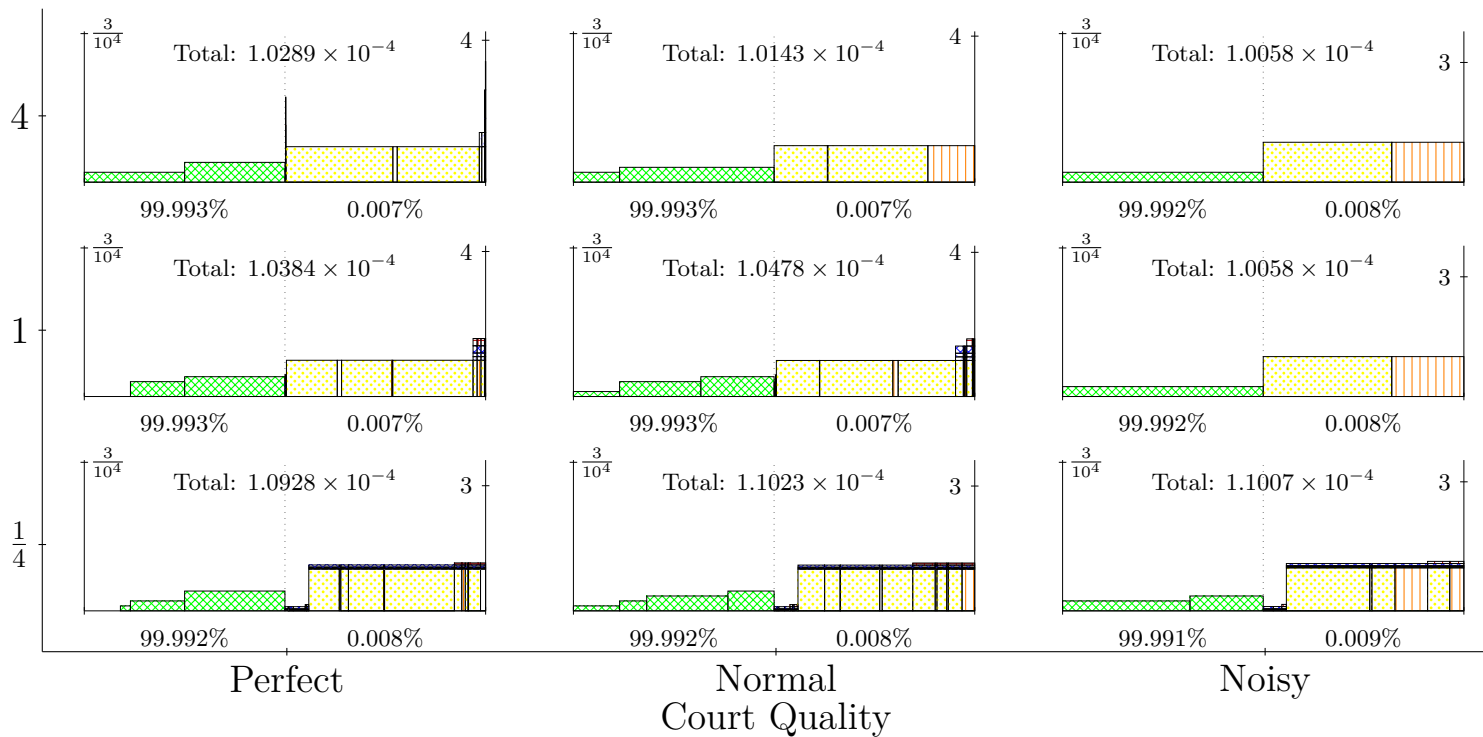 3/10^4 Total: 1.0289 × 10^−4 4
3/10^4 Total: 1.0143 × 10^−4 4
3/10^4 Total: 1.0058 × 10^−4 3
4
99.993% 0.007%
99.993% 0.007%
99.992% 0.008%
3/10^4 Total: 1.0384 × 10^−4 4
3/10^4 Total: 1.0478 × 10^−4 4
3/10^4 Total: 1.0058 × 10^−4 3
1
99.993% 0.007%
99.993% 0.007%
99.992% 0.008%
3/10^4 Total: 1.0928 × 10^−4 3
3/10^4 Total: 1.1023 × 10^−4 3
3/10^4 Total: 1.1007 × 10^−4 3
1/4
99.992% 0.008%
99.992% 0.008%
99.991% 0.009%
Perfect Normal Noisy
Court Quality